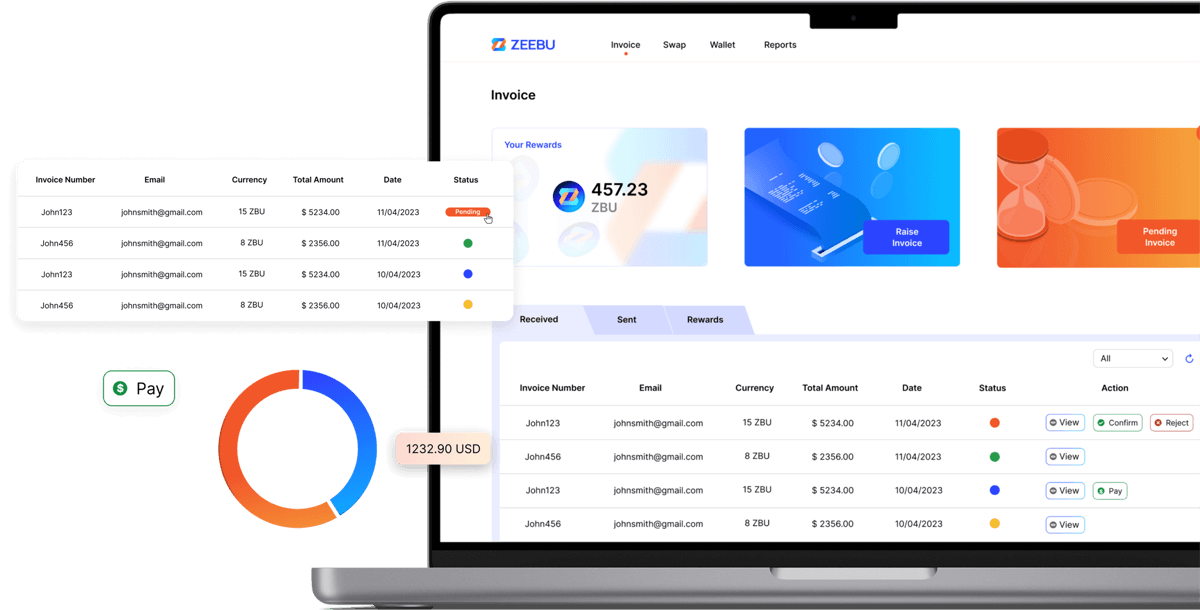 ZEEBU
Invoice Swap Wallet Reports
Invoice
Your Rewards
457.23
ZBU
Raise
Invoice
Pending
Invoice
Invoice Number Email Currency Total Amount Date Status
John123 johnsmith@gmail.com 15 ZBU $ 5234.00 11/04/2023 Pending
John456 johnsmith@gmail.com 8 ZBU $ 2356.00 11/04/2023
John123 johnsmith@gmail.com 15 ZBU $ 5234.00 10/04/2023
John456 johnsmith@gmail.com 8 ZBU $ 2356.00 10/04/2023
$ Pay
1232.90 USD
Received Sent Rewards
All
Invoice Number Email Currency Total Amount Date Status Action
John123 johnsmith@gmail.com 15 ZBU $ 5234.00 11/04/2023 View Confirm Reject
John456 johnsmith@gmail.com 8 ZBU $ 2356.00 11/04/2023 View
John123 johnsmith@gmail.com 15 ZBU $ 5234.00 10/04/2023 View Pay
John456 johnsmith@gmail.com 8 ZBU $ 2356.00 10/04/2023 View